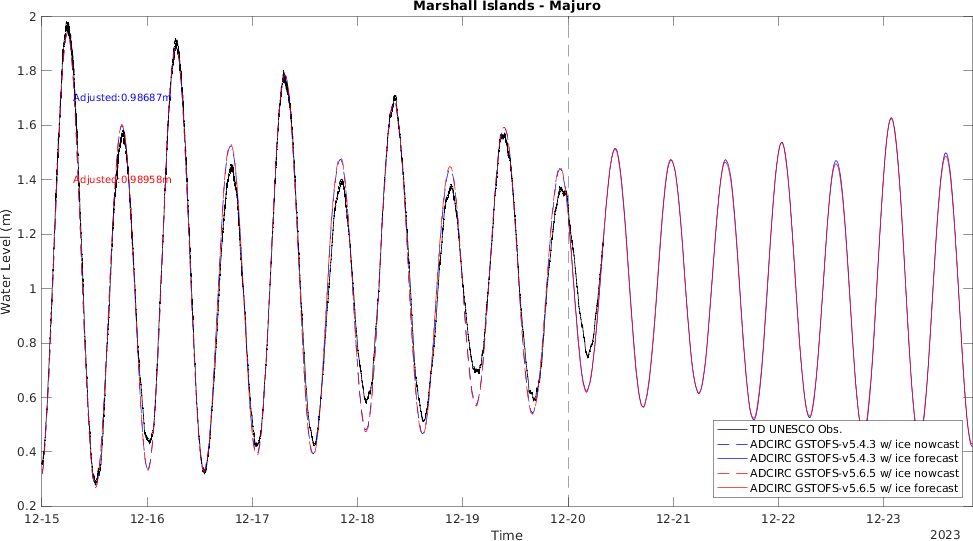 Marshall Islands - Majuro
2
1.8
Adjusted:0.98687m
1.6
1.4
Adjusted:0.98958m
1.2
1
0.8
0.6
0.4
0.2
Water Level (m)
TD UNESCO Obs.
ADCIRC GSTOFS-v5.4.3 w/ ice nowcast
ADCIRC GSTOFS-v5.4.3 w/ ice forecast
ADCIRC GSTOFS-v5.6.5 w/ ice nowcast
ADCIRC GSTOFS-v5.6.5 w/ ice forecast
12-15 12-16 12-17 12-18 12-19 12-20 12-21 12-22 12-23
Time
2023